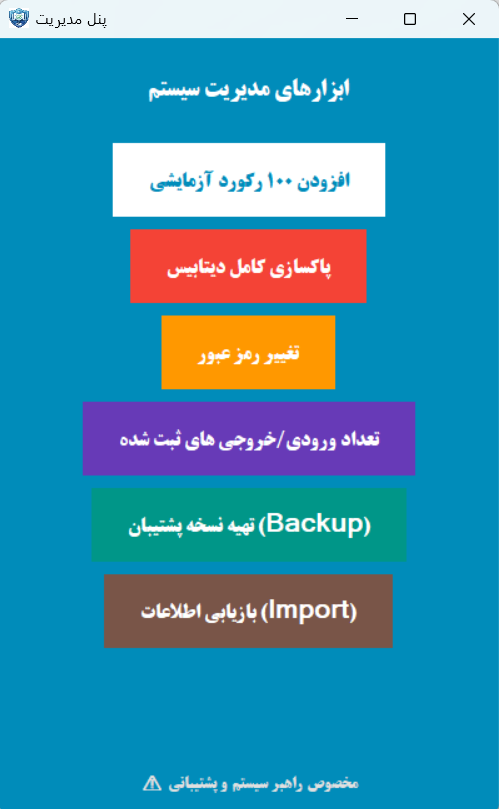 پنل مدیریت
ابزارهای مدیریت سیستم
افزودن ۱۰۰ رکورد آزمایشی
پاکسازی کامل دیتابیس
تغییر رمز عبور
تعداد ورودی/خروجی های ثبت شده
تهیه نسخه پشتیبان (Backup)
بازیابی اطلاعات (Import)
مخصوص راهبر سیستم و پشتیبانی ⚠